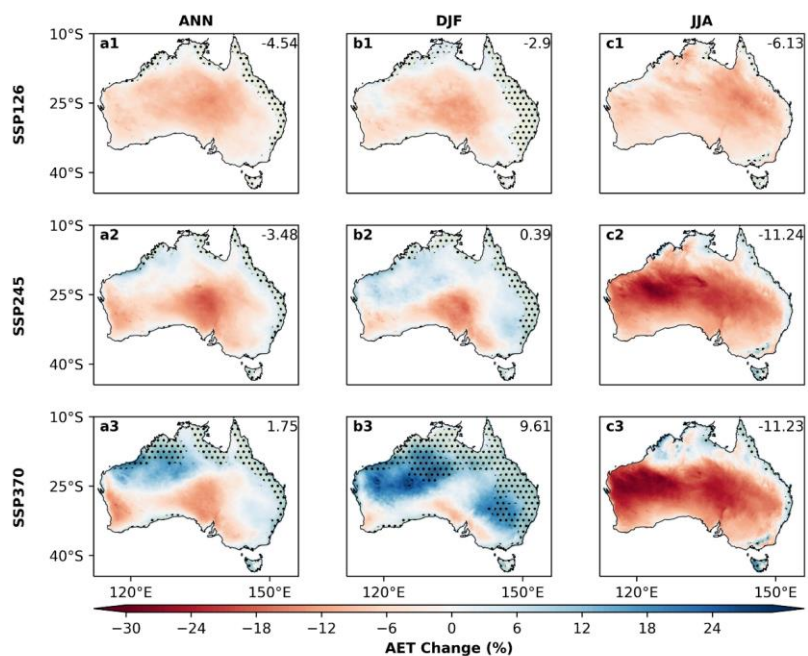 ANN DJF JJA
SSP126
10°S
25°S
40°S
a1 -4.54
b1 -2.9
c1 -6.13
SSP245
10°S
25°S
40°S
a2 -3.48
b2 0.39
c2 -11.24
SSP370
10°S
25°S
40°S
a3 1.75
b3 9.61
c3 -11.23
120°E 150°E 120°E 150°E 120°E 150°E
−30 −24 −18 −12 −6 0 6 12 18 24
AET Change (%)